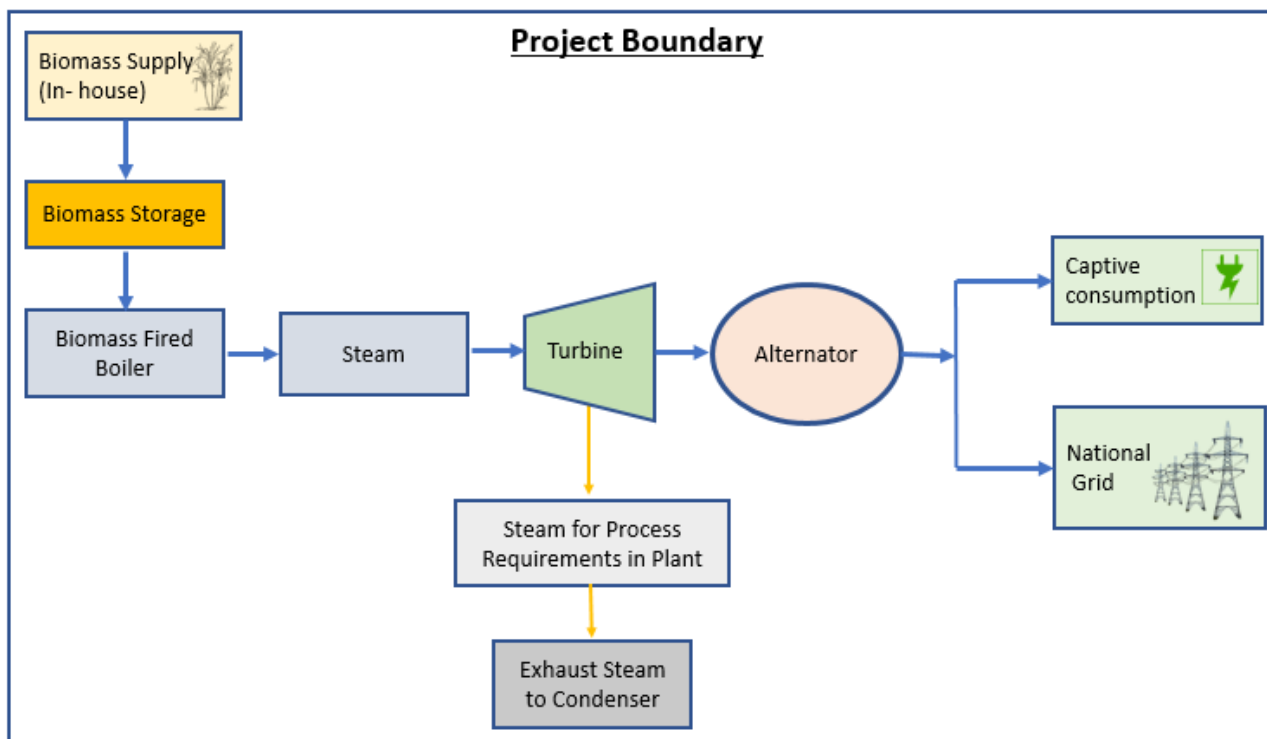 Project Boundary
Biomass Supply
(In- house)
Biomass Storage
Biomass Fired
Boiler
Steam
Turbine
Alternator
Captive
consumption
National
Grid
Steam for Process
Requirements in Plant
Exhaust Steam
to Condenser